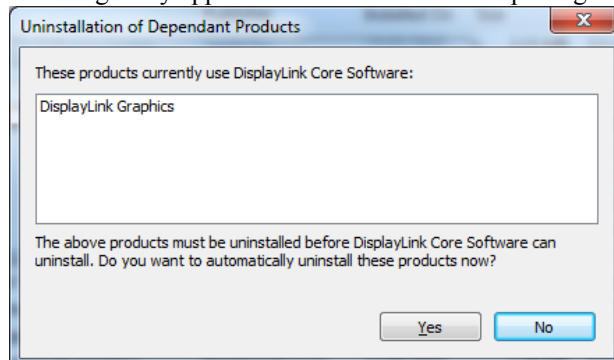 Uninstallation of Dependant Products
These products currently use DisplayLink Core Software:
DisplayLink Graphics
The above products must be uninstalled before DisplayLink Core Software can
uninstall. Do you want to automatically uninstall these products now?
Yes
No